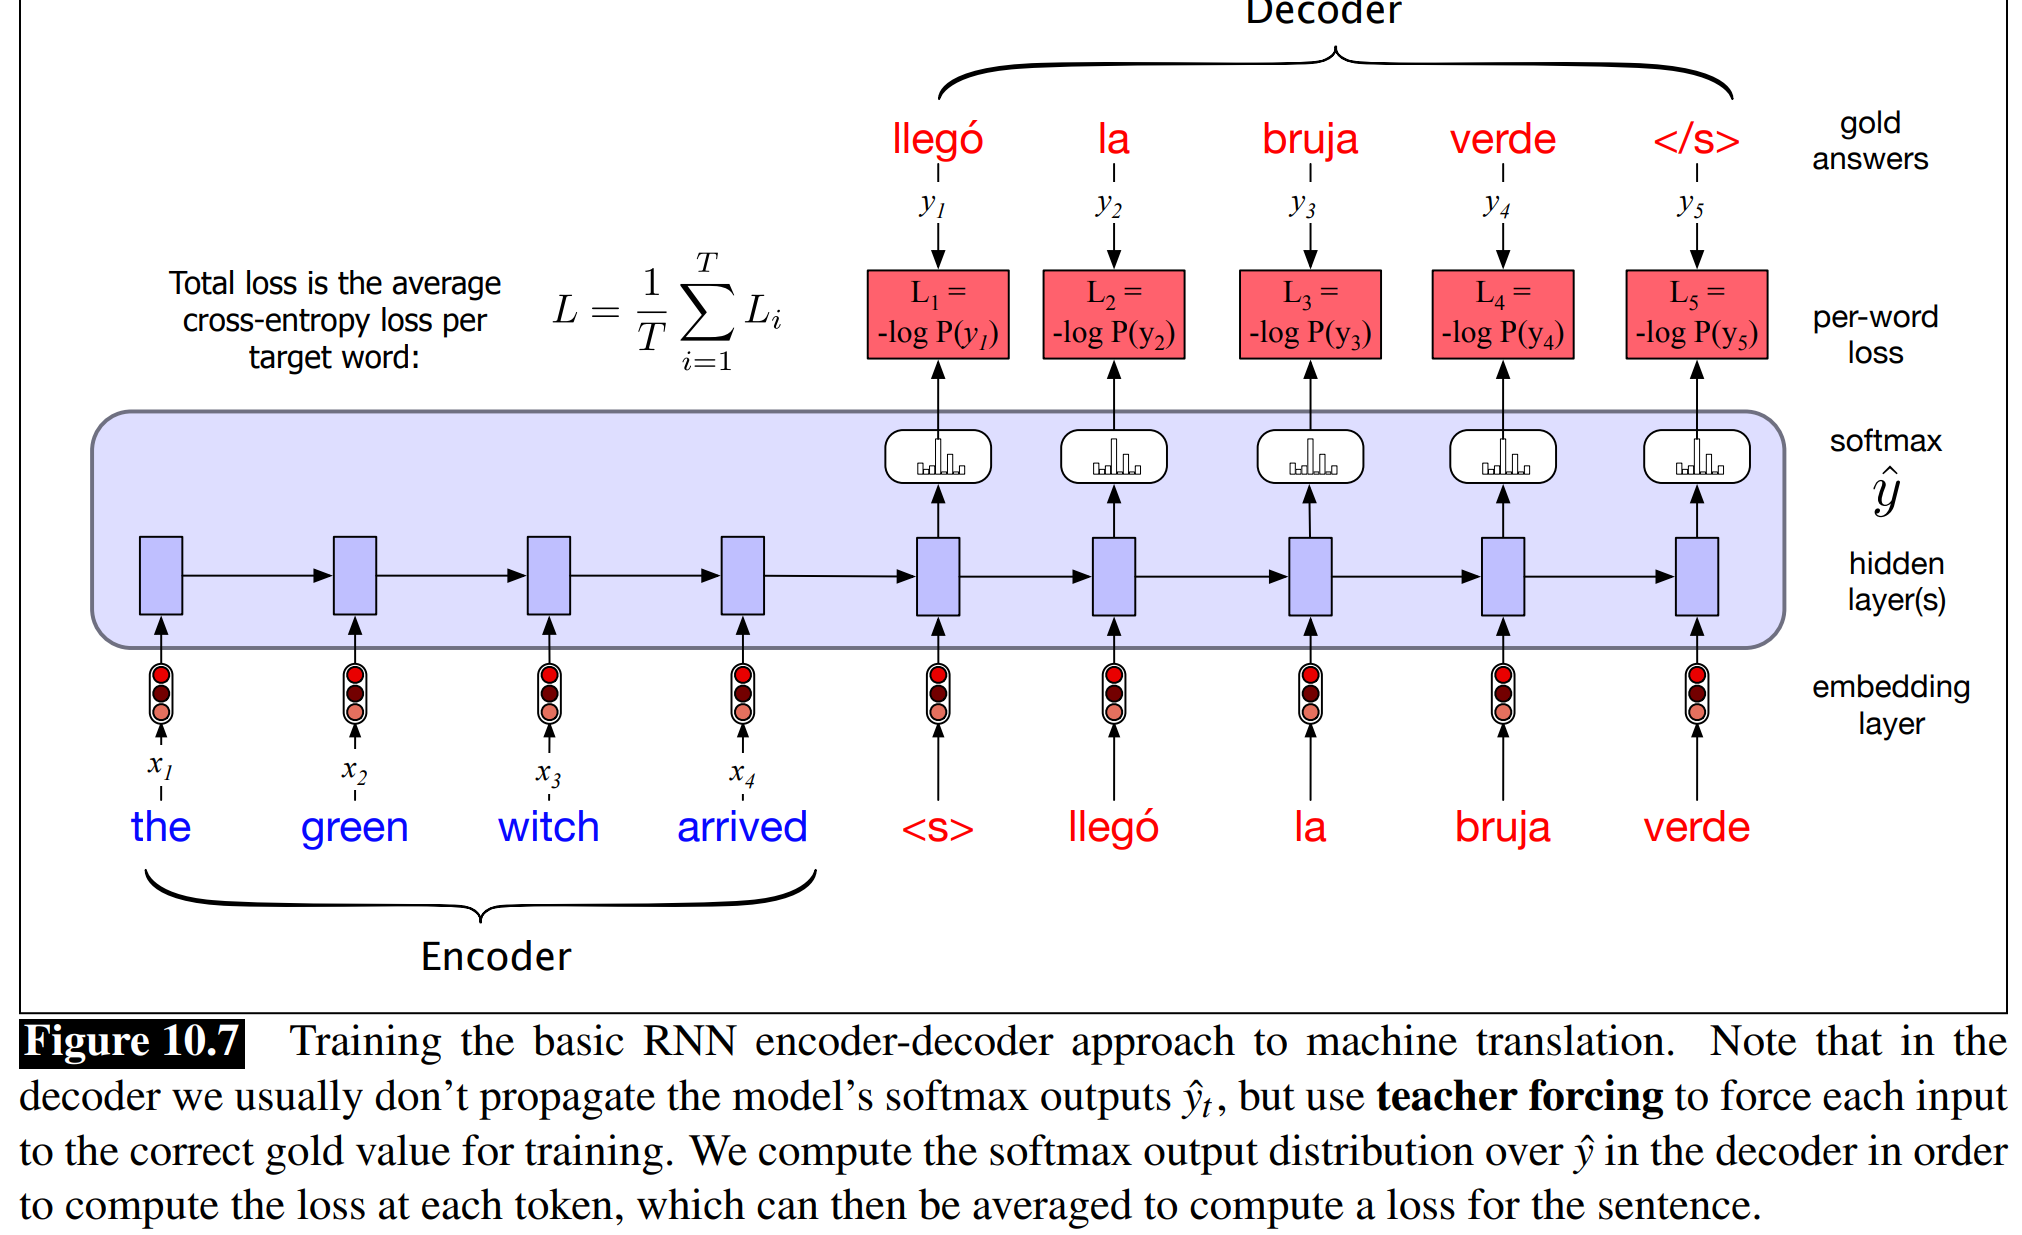 Decoder
llegó la bruja verde </s> gold answers
y1 y2 y3 y4 y5
Total loss is the average cross-entropy loss per target word: L = 1/T T∑i=1 Li
L1 = -log P(y1) L2 = -log P(y2) L3 = -log P(y3) L4 = -log P(y4) L5 = -log P(y5) per-word loss
softmax ŷ
hidden layer(s)
embedding layer
x1 x2 x3 x4
the green witch arrived <s> llegó la bruja verde
Encoder
Figure 10.7 Training the basic RNN encoder-decoder approach to machine translation. Note that in the
decoder we usually don't propagate the model's softmax outputs ŷt, but use teacher forcing to force each input
to the correct gold value for training. We compute the softmax output distribution over ŷ in the decoder in order
to compute the loss at each token, which can then be averaged to compute a loss for the sentence.